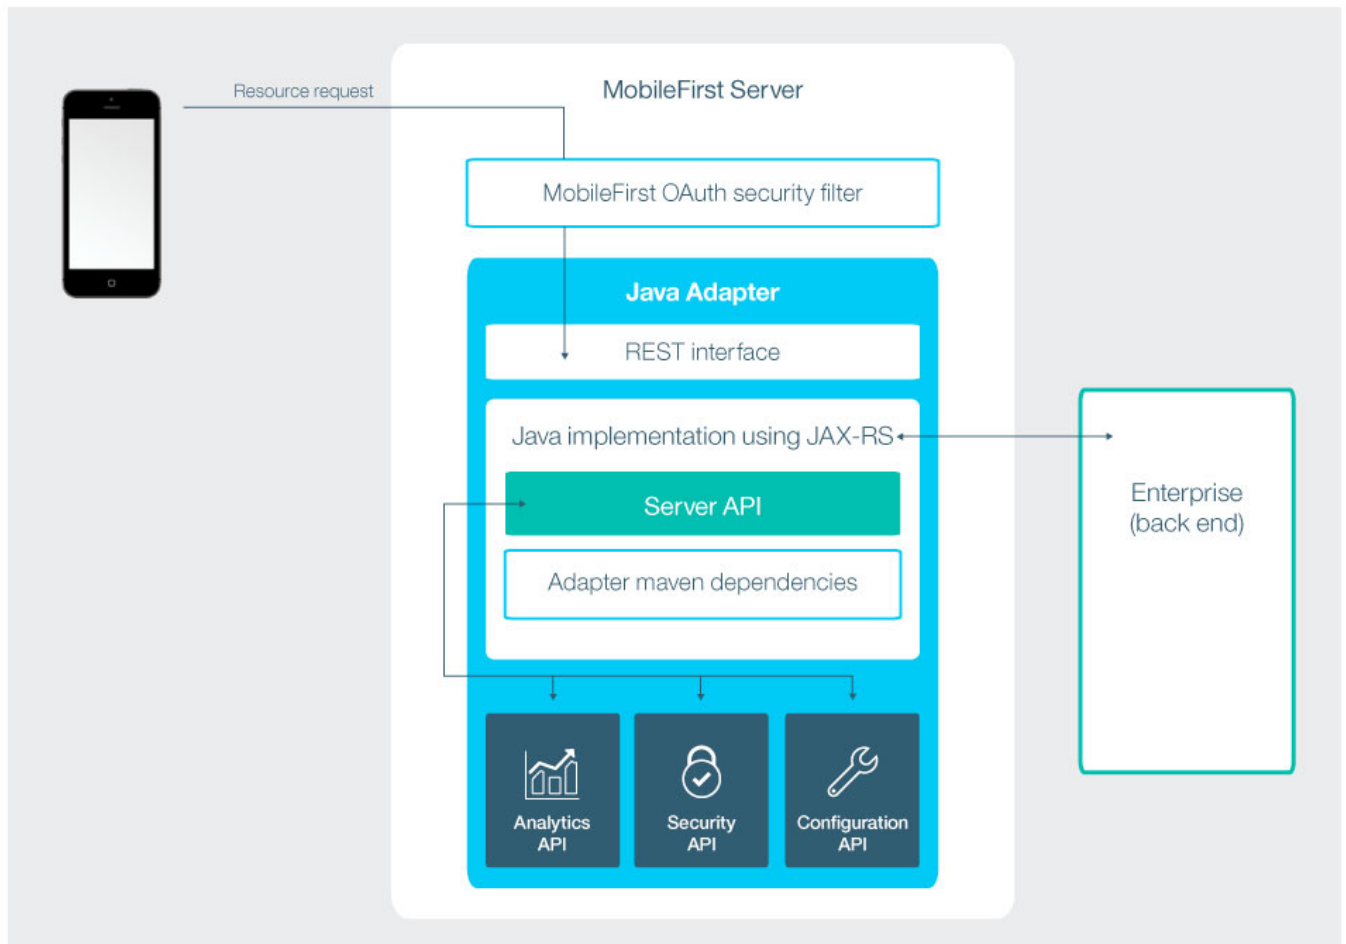 Resource request
MobileFirst Server
MobileFirst OAuth security filter
Java Adapter
REST interface
Java implementation using JAX-RS
Server API
Adapter maven dependencies
Enterprise
(back end)
Analytics
API
Security
API
Configuration
API